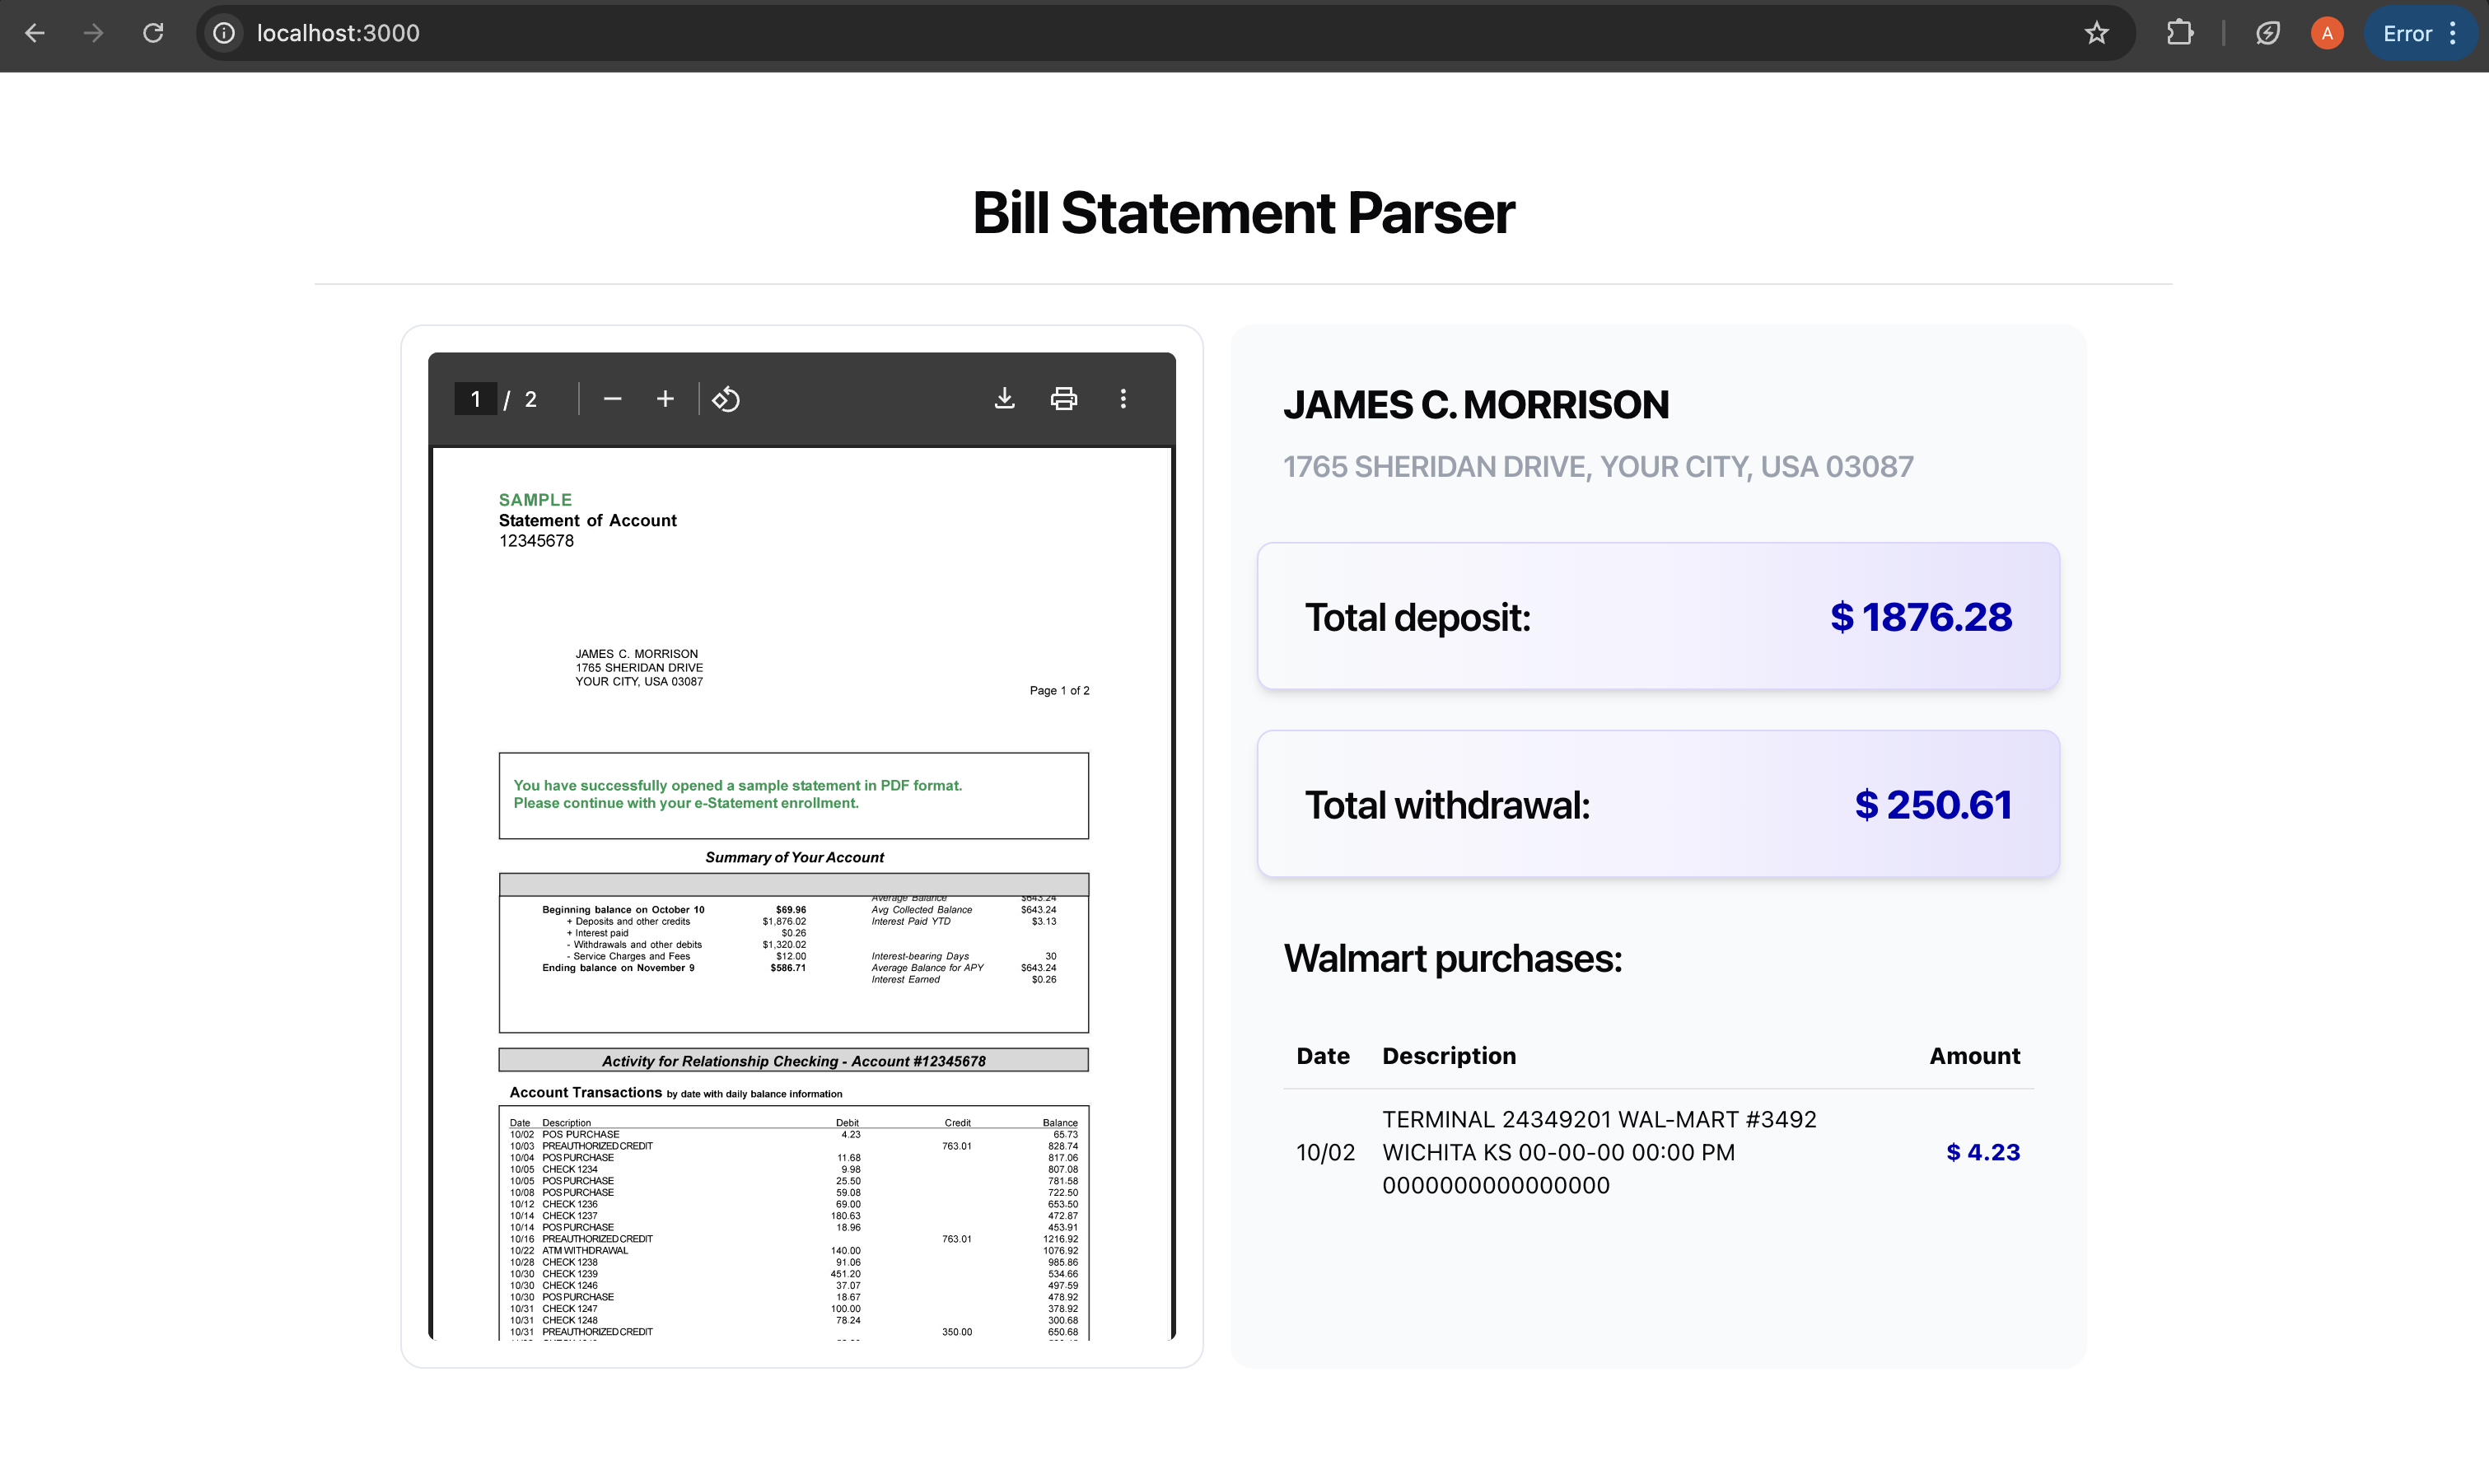 localhost:3000
A
Error
Bill Statement Parser
1 / 2
SAMPLE
Statement of Account
12345678
JAMES C. MORRISON
1765 SHERIDAN DRIVE
YOUR CITY, USA 03087
Page 1 of 2
You have successfully opened a sample statement in PDF format.
Please continue with your e-Statement enrollment.
Summary of Your Account
Average Balance $643.24
Beginning balance on October 10 $69.96 Avg Collected Balance $643.24
+ Deposits and other credits $1,876.02 Interest Paid YTD $3.13
+ Interest paid $0.26
- Withdrawals and other debits $1,320.02
- Service Charges and Fees $12.00 Interest-bearing Days 30
Ending balance on November 9 $586.71 Average Balance for APY $643.24
Interest Earned $0.26
Activity for Relationship Checking - Account #12345678
Account Transactions by date with daily balance information
Date Description Debit Credit Balance
10/02 POS PURCHASE 4.23 65.73
10/03 PREAUTHORIZED CREDIT 763.01 828.74
10/04 POS PURCHASE 11.68 817.06
10/05 CHECK 1234 9.98 807.08
10/05 POS PURCHASE 25.50 781.58
10/08 POS PURCHASE 59.08 722.50
10/12 CHECK 1236 69.00 653.50
10/14 CHECK 1237 180.63 472.87
10/14 POS PURCHASE 18.96 453.91
10/16 PREAUTHORIZED CREDIT 763.01 1216.92
10/22 ATM WITHDRAWAL 140.00 1076.92
10/28 CHECK 1238 91.06 985.86
10/30 CHECK 1239 451.20 534.66
10/30 CHECK 1246 37.07 497.59
10/30 POS PURCHASE 18.67 478.92
10/31 CHECK 1247 100.00 378.92
10/31 CHECK 1248 78.24 300.68
10/31 PREAUTHORIZED CREDIT 350.00 650.68
JAMES C. MORRISON
1765 SHERIDAN DRIVE, YOUR CITY, USA 03087
Total deposit: $ 1876.28
Total withdrawal: $ 250.61
Walmart purchases:
Date Description Amount
TERMINAL 24349201 WAL-MART #3492
10/02 WICHITA KS 00-00-00 00:00 PM $ 4.23
0000000000000000